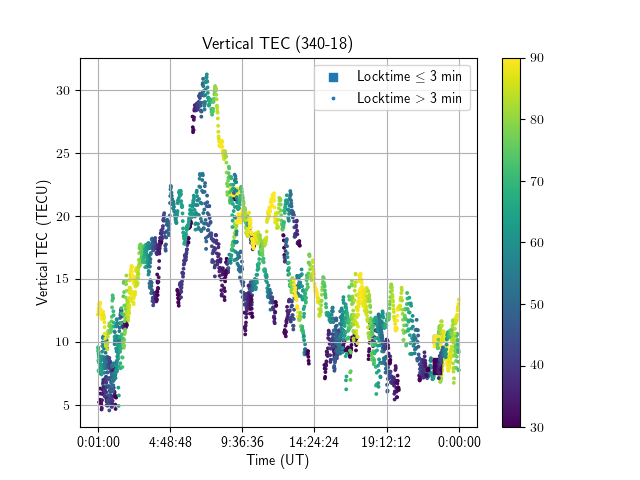 Vertical TEC (340-18)
Locktime ≤ 3 min
Locktime > 3 min
Vertical TEC (TECU)
30
25
20
15
10
5
0:01:00 4:48:48 9:36:36 14:24:24 19:12:12 0:00:00
Time (UT)
90
80
70
60
50
40
30